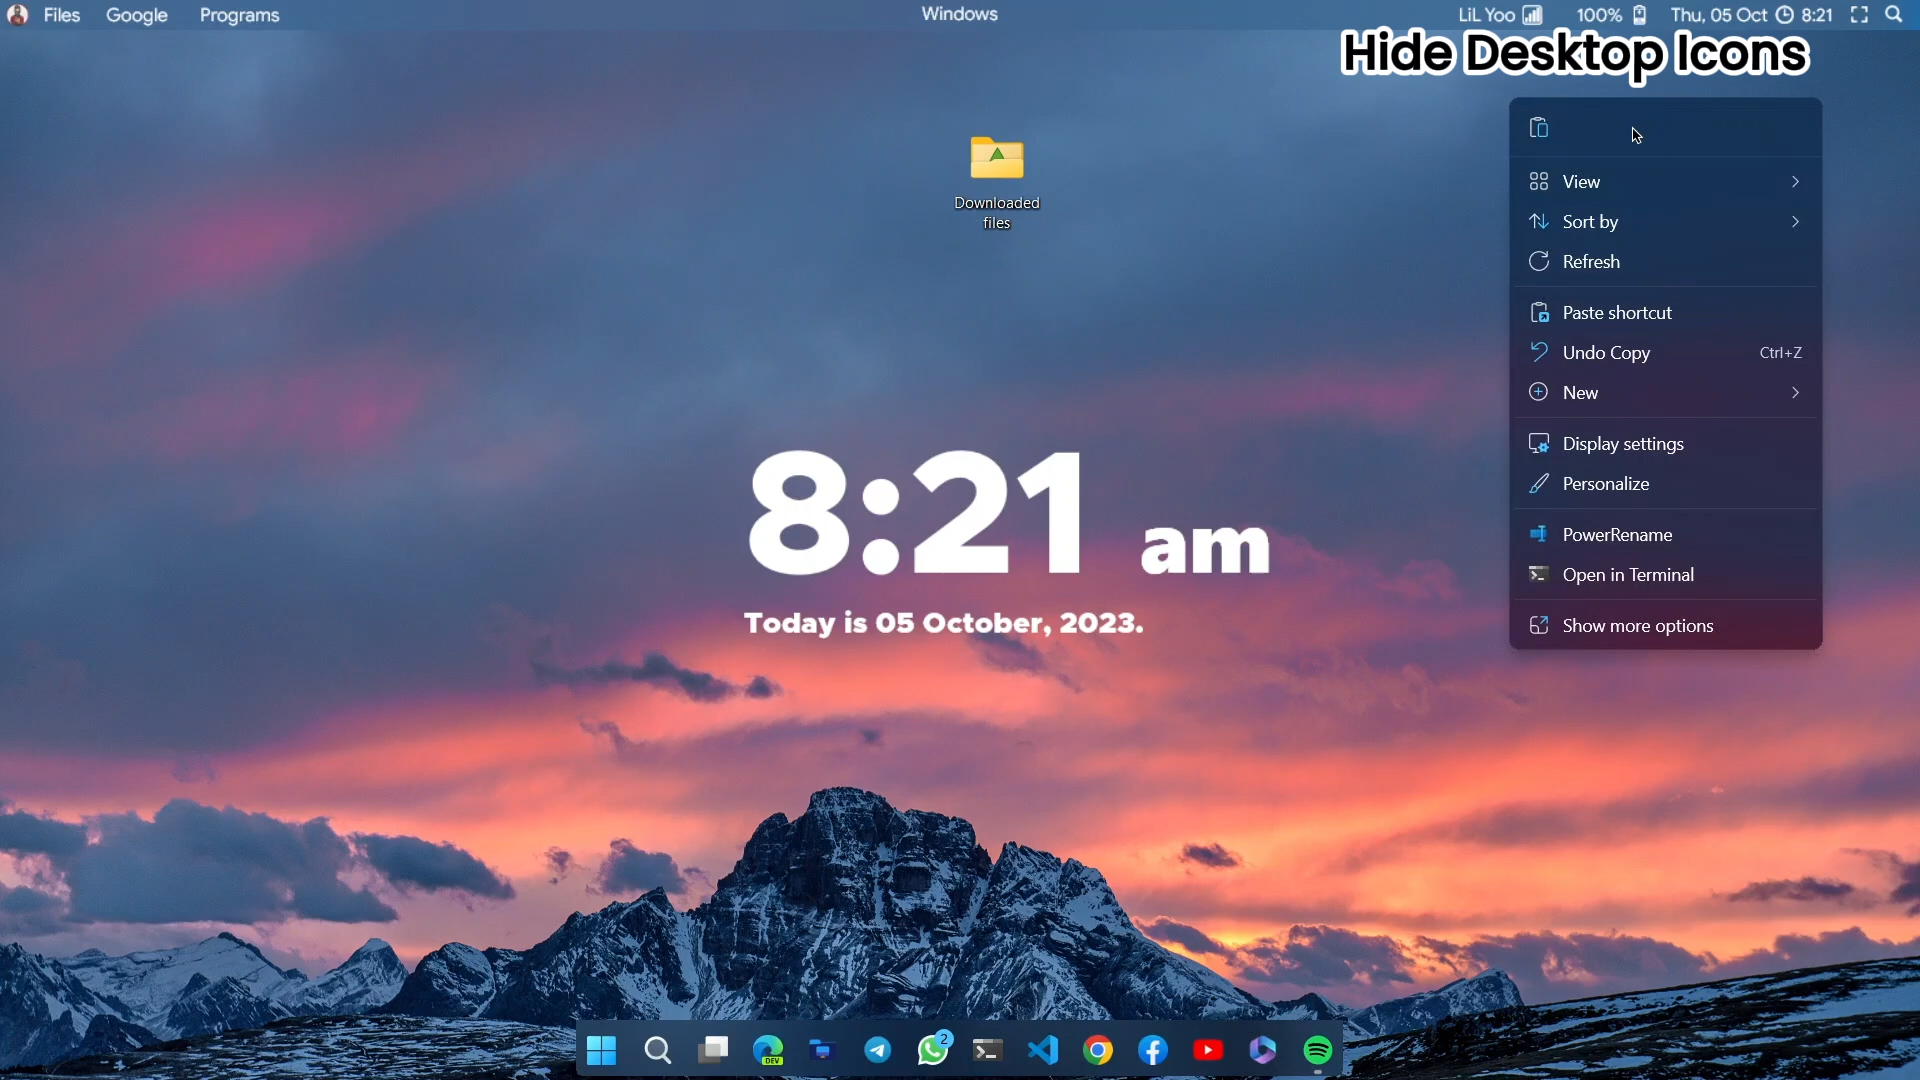 Files Google Programs Windows LiL Yoo 100% Thu, 05 Oct 8:21
Hide Desktop Icons
Downloaded
files
View
Sort by
Refresh
Paste shortcut
Undo Copy Ctrl+Z
New
Display settings
Personalize
PowerRename
Open in Terminal
Show more options
8:21 am
Today is 05 October, 2023.
2
DEV